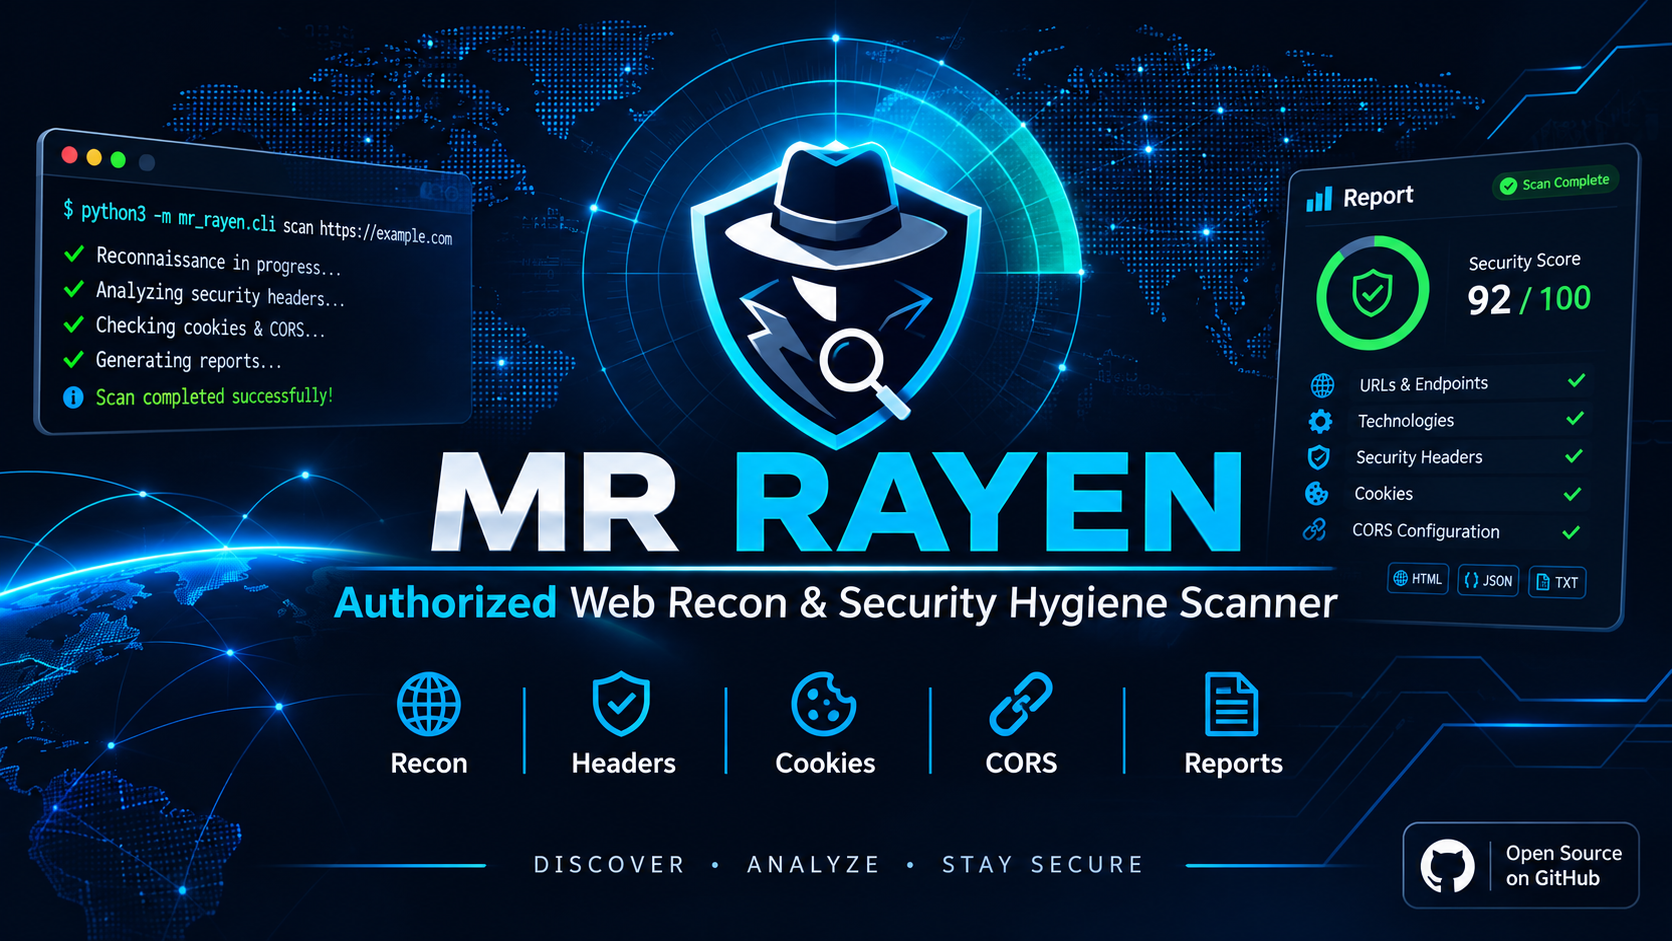 $ python3 -m mr_rayen.cli scan https://example.com
Reconnaissance in progress...
Analyzing security headers...
Checking cookies & CORS...
Generating reports...
Scan completed successfully!
Report
Scan Complete
Security Score
92 / 100
URLs & Endpoints
Technologies
Security Headers
Cookies
CORS Configuration
HTML
JSON
TXT
MR RAYEN
Authorized Web Recon & Security Hygiene Scanner
Recon
Headers
Cookies
CORS
Reports
DISCOVER • ANALYZE • STAY SECURE
Open Source
on GitHub